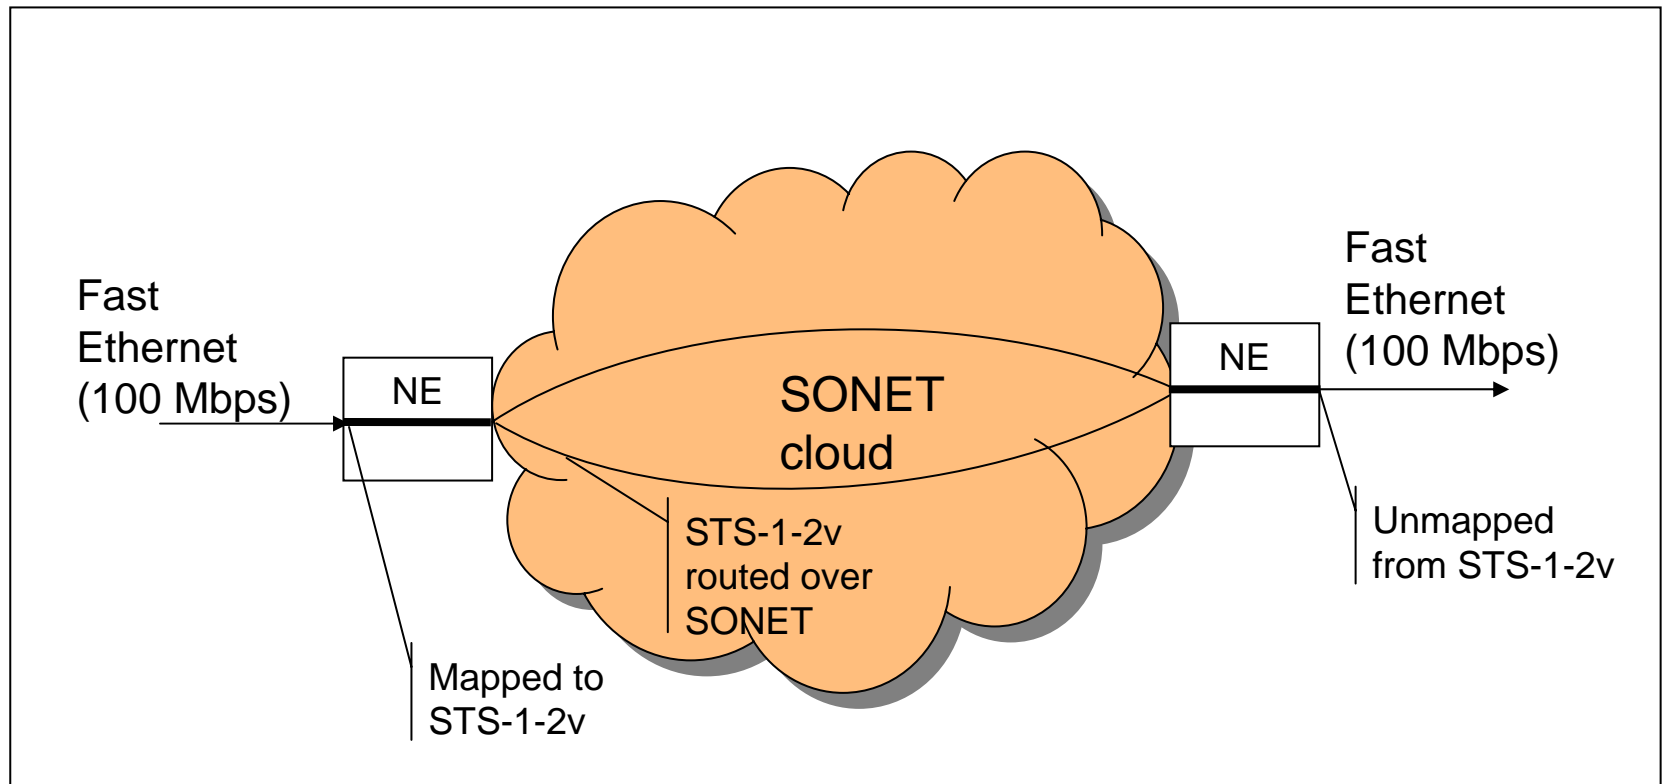 Fast
Ethernet
(100 Mbps)
NE
SONET
cloud
NE
Fast
Ethernet
(100 Mbps)
STS-1-2v
routed over
SONET
Unmapped
from STS-1-2v
Mapped to
STS-1-2v